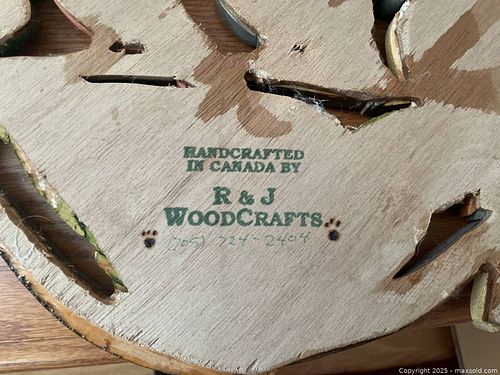 HANDCRAFTED
IN CANADA BY
R & J
WOODCRAFTS
(705) 724-2404
Copyright 2025 - maxsold.com